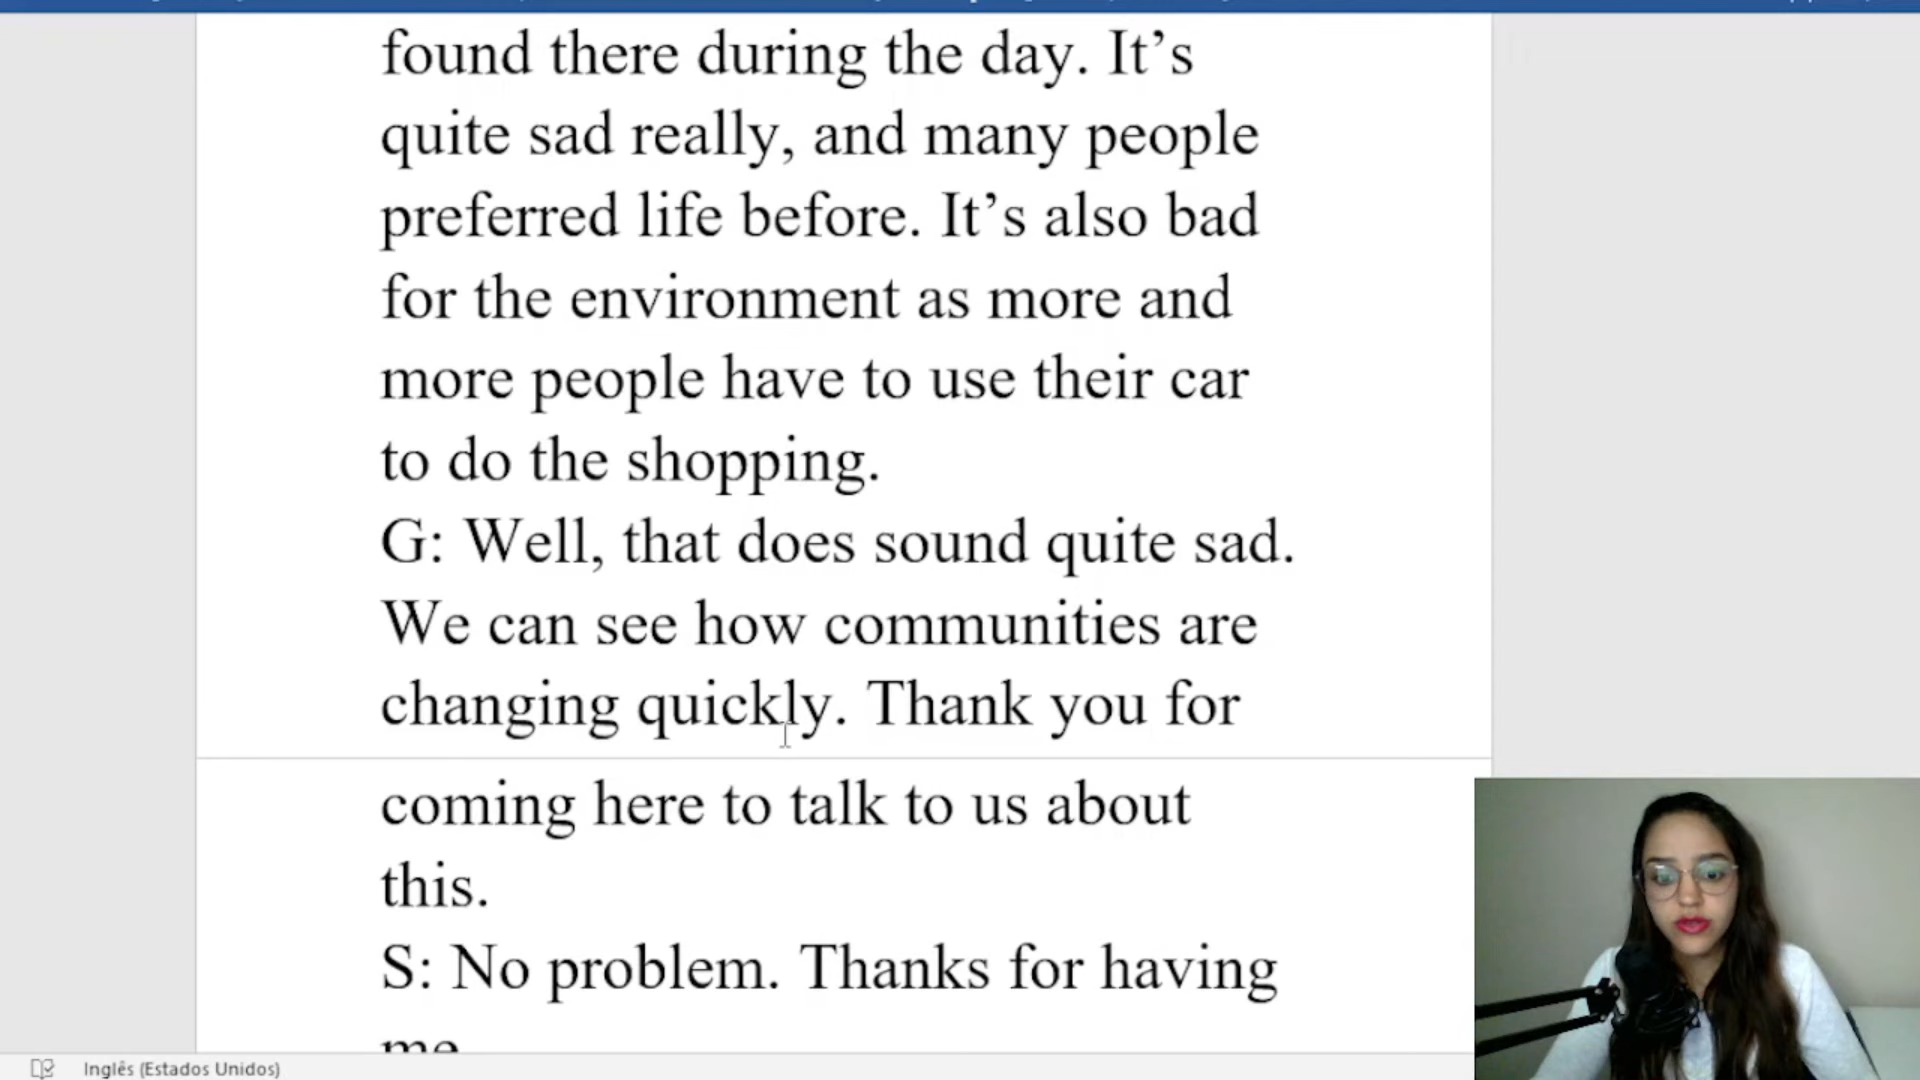 found there during the day. It’s
quite sad really, and many people
preferred life before. It’s also bad
for the environment as more and
more people have to use their car
to do the shopping.
G: Well, that does sound quite sad.
We can see how communities are
changing quickly. Thank you for
coming here to talk to us about
this.
S: No problem. Thanks for having
me
Inglês (Estados Unidos)